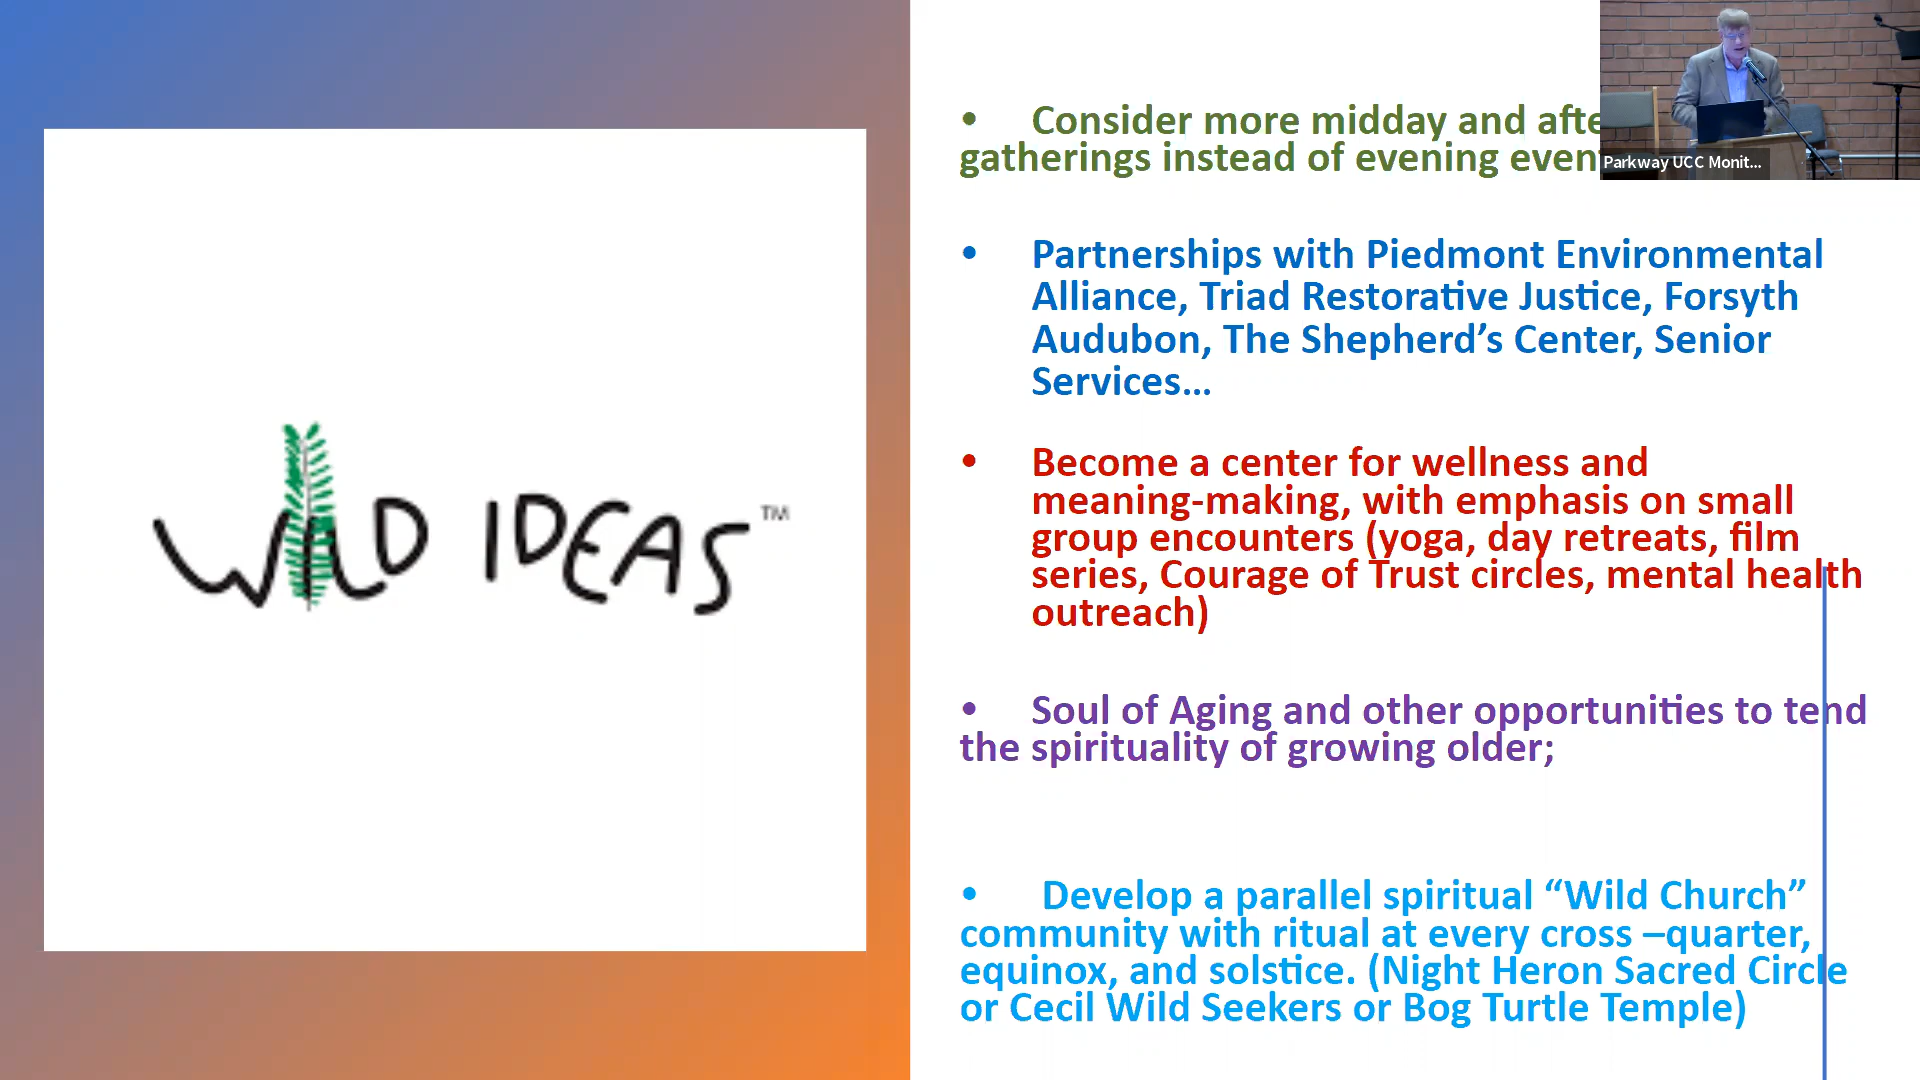 WILD IDEAS™
• Consider more midday and afte
gatherings instead of evening even
Parkway UCC Monit...
• Partnerships with Piedmont Environmental
Alliance, Triad Restorative Justice, Forsyth
Audubon, The Shepherd’s Center, Senior
Services…
• Become a center for wellness and
meaning-making, with emphasis on small
group encounters (yoga, day retreats, film
series, Courage of Trust circles, mental health
outreach)
• Soul of Aging and other opportunities to tend
the spirituality of growing older;
• Develop a parallel spiritual “Wild Church”
community with ritual at every cross –quarter,
equinox, and solstice. (Night Heron Sacred Circle
or Cecil Wild Seekers or Bog Turtle Temple)